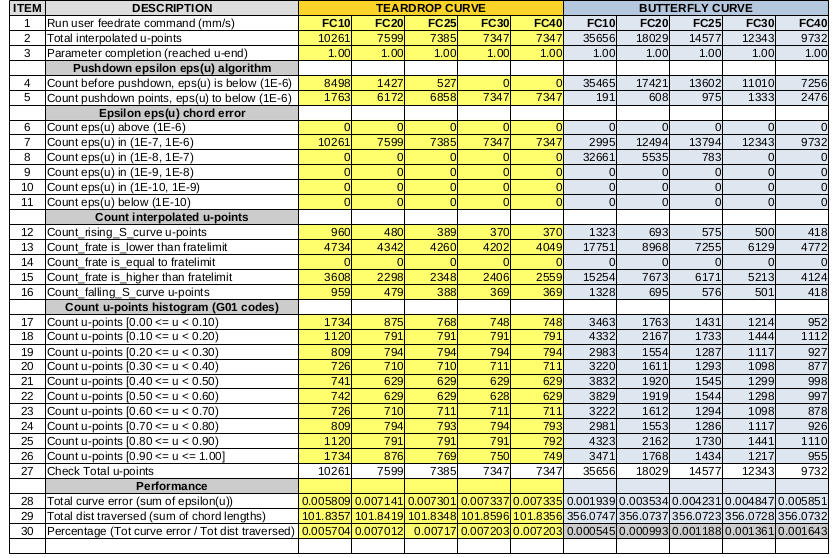 ITEM DESCRIPTION TEARDROP CURVE BUTTERFLY CURVE
1 Run user feedrate command (mm/s) FC10 FC20 FC25 FC30 FC40 FC10 FC20 FC25 FC30 FC40
2 Total interpolated u-points 10261 7599 7385 7347 7347 35656 18029 14577 12343 9732
3 Parameter completion (reached u-end) 1.00 1.00 1.00 1.00 1.00 1.00 1.00 1.00 1.00 1.00
Pushdown epsilon eps(u) algorithm
4 Count before pushdown, eps(u) is below (1E-6) 8498 1427 527 0 0 35465 17421 13602 11010 7256
5 Count pushdown points, eps(u) to below (1E-6) 1763 6172 6858 7347 7347 191 608 975 1333 2476
Epsilon eps(u) chord error
6 Count eps(u) above (1E-6) 0 0 0 0 0 0 0 0 0 0
7 Count eps(u) in (1E-7, 1E-6) 10261 7599 7385 7347 7347 2995 12494 13794 12343 9732
8 Count eps(u) in (1E-8, 1E-7) 0 0 0 0 0 32661 5535 783 0 0
9 Count eps(u) in (1E-9, 1E-8) 0 0 0 0 0 0 0 0 0 0
10 Count eps(u) in (1E-10, 1E-9) 0 0 0 0 0 0 0 0 0 0
11 Count eps(u) below (1E-10) 0 0 0 0 0 0 0 0 0 0
Count interpolated u-points
12 Count_rising_S_curve u-points 960 480 389 370 370 1323 693 575 500 418
13 Count_frate is_lower than fratelimit 4734 4342 4260 4202 4049 17751 8968 7255 6129 4772
14 Count_frate is_equal to fratelimit 0 0 0 0 0 0 0 0 0 0
15 Count_frate is_higher than fratelimit 3608 2298 2348 2406 2559 15254 7673 6171 5213 4124
16 Count_falling_S_curve u-points 959 479 388 369 369 1328 695 576 501 418
Count u-points histogram (G01 codes)
17 Count u-points [0.00 <= u < 0.10) 1734 875 768 748 748 3463 1763 1431 1214 952
18 Count u-points [0.10 <= u < 0.20) 1120 791 791 791 791 4332 2167 1733 1444 1112
19 Count u-points [0.20 <= u < 0.30) 809 794 794 794 794 2983 1554 1287 1117 927
20 Count u-points [0.30 <= u < 0.40) 726 710 710 711 711 3220 1611 1293 1098 877
21 Count u-points [0.40 <= u < 0.50) 741 629 629 629 629 3832 1920 1545 1299 998
22 Count u-points [0.50 <= u < 0.60) 742 629 629 628 629 3829 1919 1544 1298 997
23 Count u-points [0.60 <= u < 0.70) 726 710 711 711 711 3222 1612 1294 1098 878
24 Count u-points [0.70 <= u < 0.80) 809 794 793 794 793 2981 1553 1286 1117 926
25 Count u-points [0.80 <= u < 0.90) 1120 791 791 791 792 4323 2162 1730 1441 1110
26 Count u-points [0.90 <= u <= 1.00] 1734 876 769 750 749 3471 1768 1434 1217 955
27 Check Total u-points 10261 7599 7385 7347 7347 35656 18029 14577 12343 9732
Performance
28 Total curve error (sum of epsilon(u)) 0.005809 0.007141 0.007301 0.007337 0.007335 0.001939 0.003534 0.004231 0.004847 0.005851
29 Total dist traversed (sum of chord lengths) 101.8357 101.8419 101.8348 101.8596 101.8356 356.0747 356.0737 356.0723 356.0728 356.0732
30 Percentage (Tot curve error / Tot dist traversed) 0.005704 0.007012 0.00717 0.007203 0.007203 0.000545 0.000993 0.001188 0.001361 0.001643